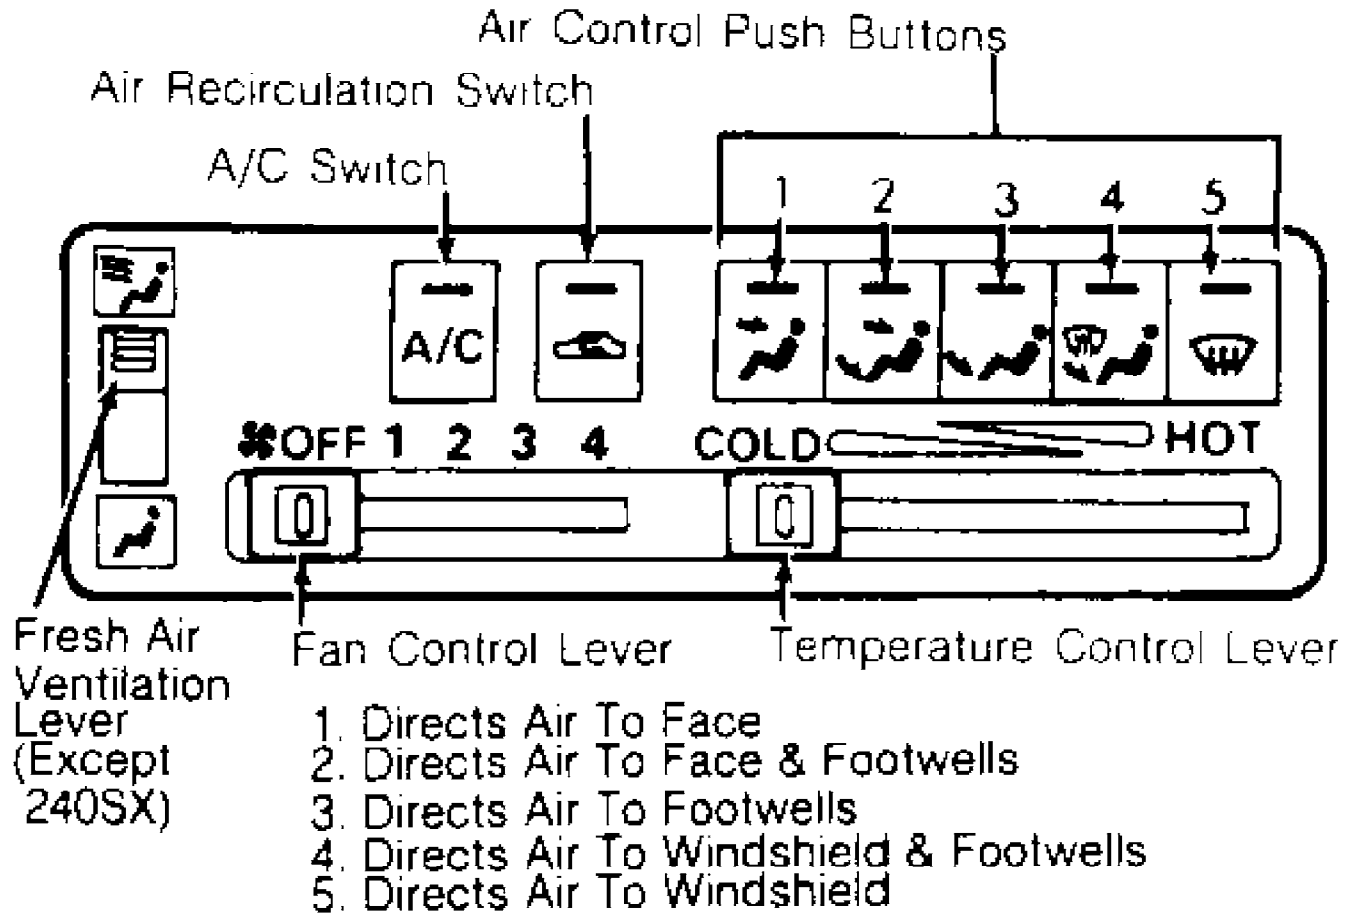 Air Control Push Buttons
Air Recirculation Switch
A/C Switch
1 2 3 4 5
A/C
OFF 1 2 3 4
COLD HOT
0 0
Fresh Air
Ventilation
Lever
(Except
240SX)
Fan Control Lever
Temperature Control Lever
1. Directs Air To Face
2. Directs Air To Face & Footwells
3. Directs Air To Footwells
4. Directs Air To Windshield & Footwells
5. Directs Air To Windshield